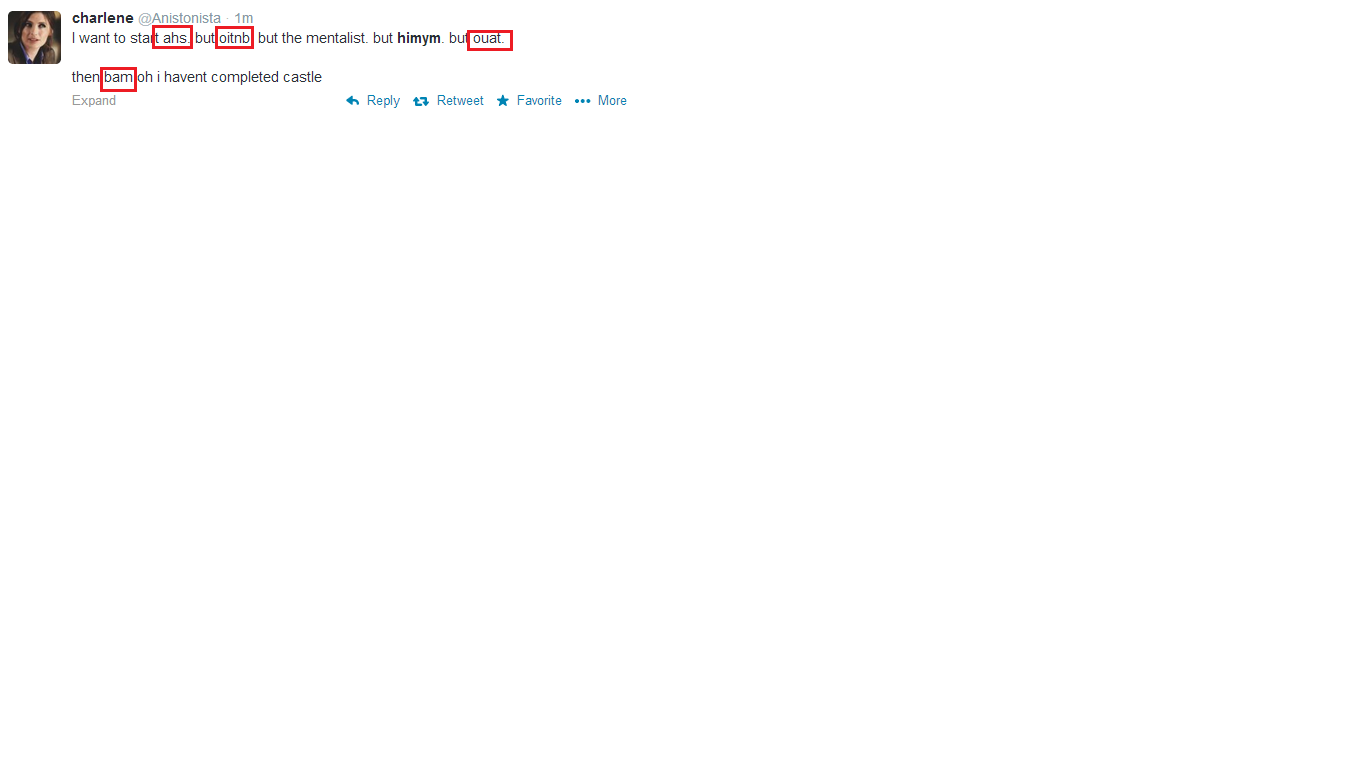 charlene @Anistonista · 1m
I want to start ahs. but oitnb. but the mentalist. but himym. but ouat.
then bam oh i havent completed castle
Expand Reply Retweet Favorite More